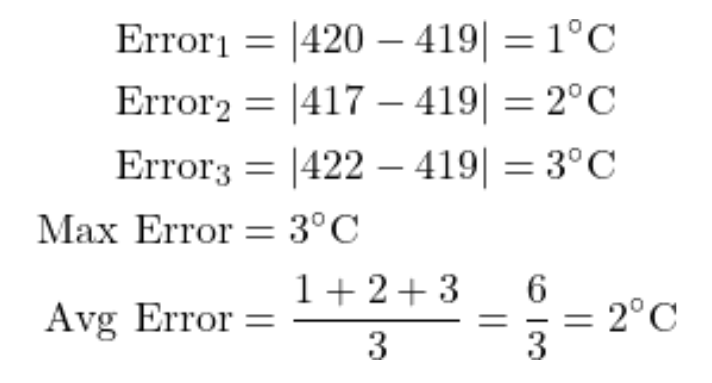 Error₁ = |420 − 419| = 1°C
Error₂ = |417 − 419| = 2°C
Error₃ = |422 − 419| = 3°C
Max Error = 3°C
Avg Error = (1 + 2 + 3)/3 = 6/3 = 2°C